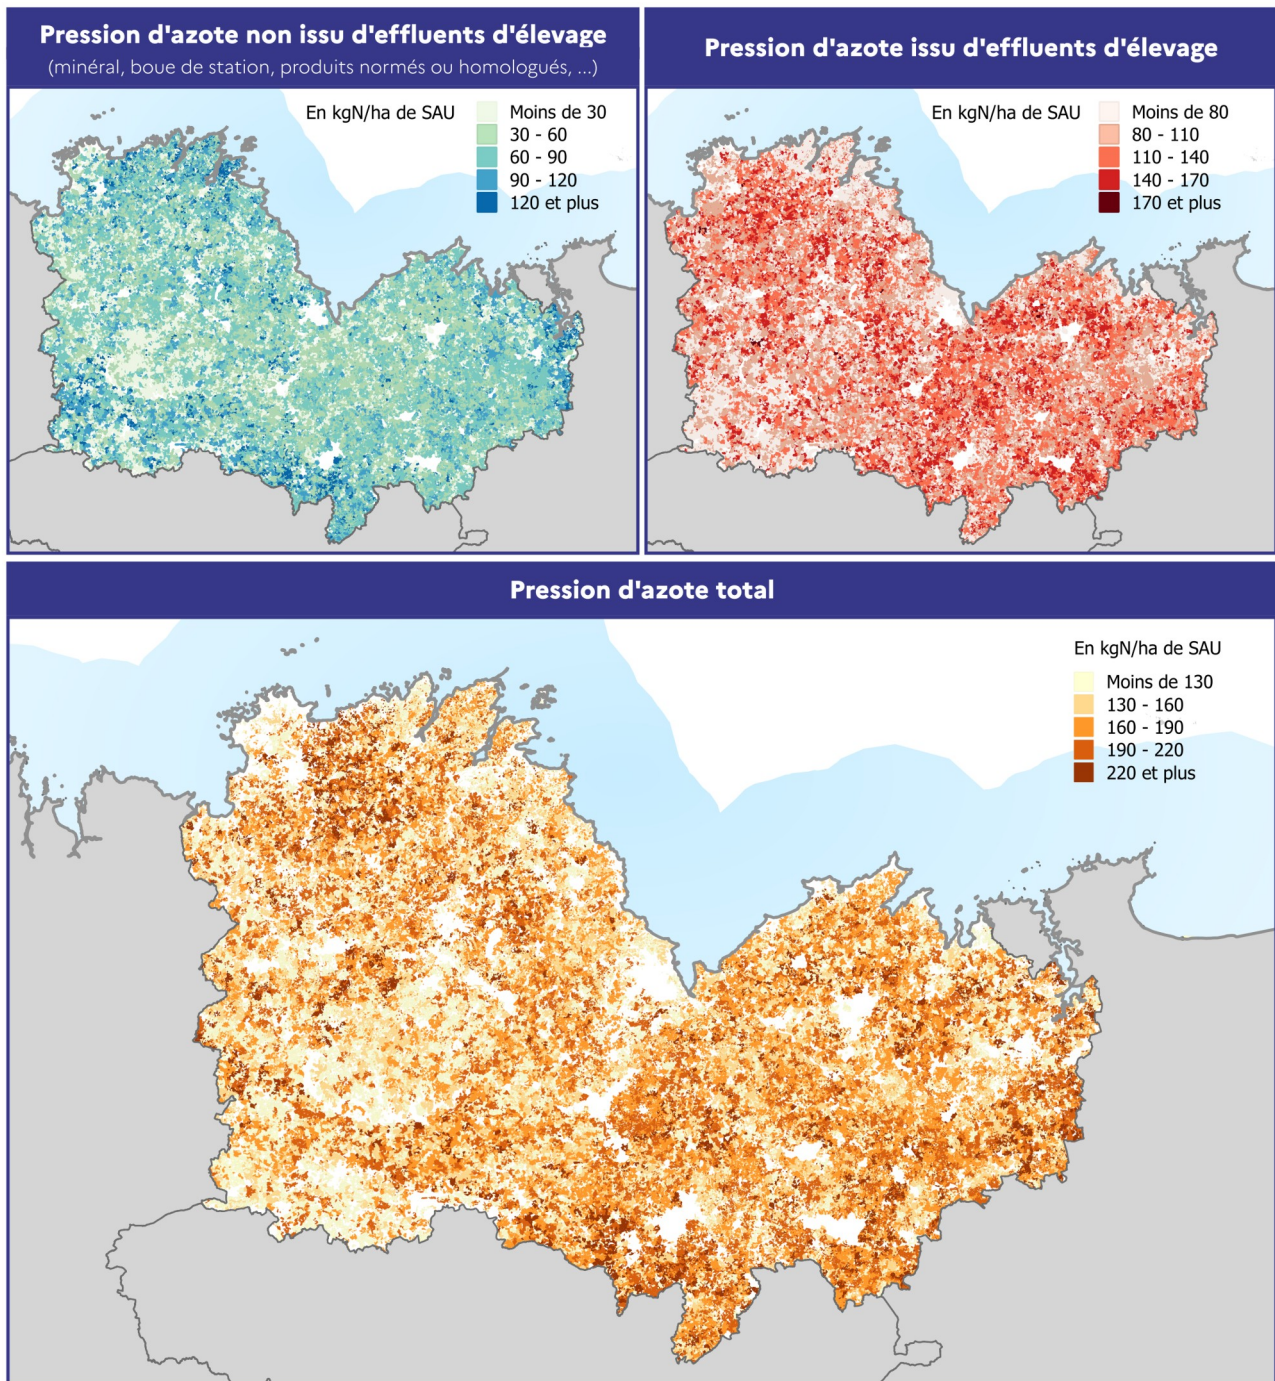 Pression d'azote non issu d'effluents d'élevage
(minéral, boue de station, produits normés ou homologués, ...)
En kgN/ha de SAU
Moins de 30
30 - 60
60 - 90
90 - 120
120 et plus
Pression d'azote issu d'effluents d'élevage
En kgN/ha de SAU
Moins de 80
80 - 110
110 - 140
140 - 170
170 et plus
Pression d'azote total
En kgN/ha de SAU
Moins de 130
130 - 160
160 - 190
190 - 220
220 et plus